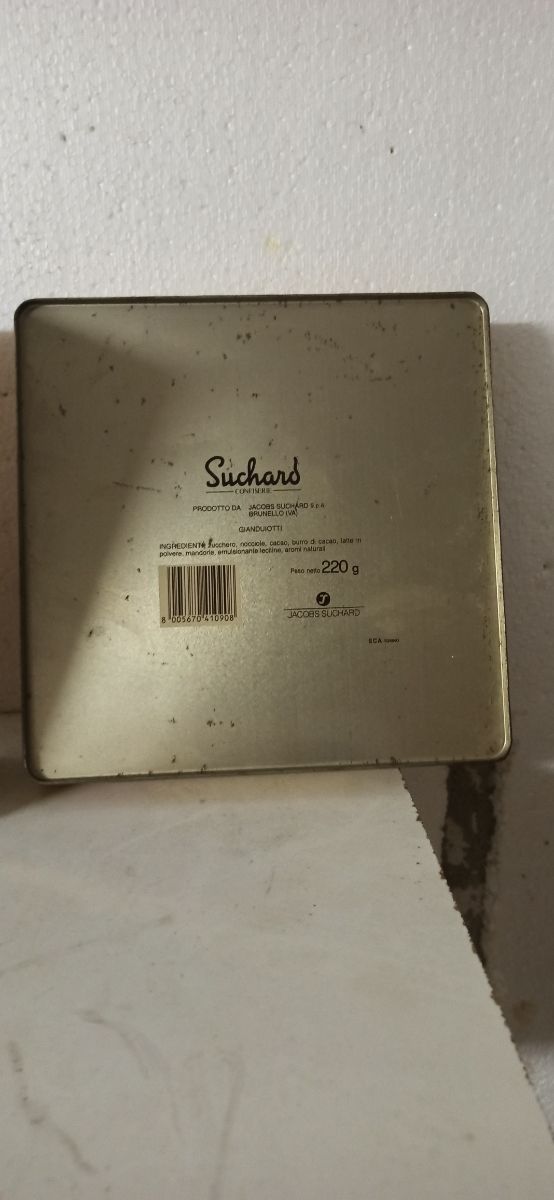 Suchard
CONFISERIE
PRODOTTO DA JACOBS SUCHARD S.p.A.
BRUNELLO (VA)
GIANDUIOTTI
INGREDIENTI: zucchero, nocciole, cacao, burro di cacao, latte in
polvere, mandorle, emulsionante lecitine, aromi naturali
Peso netto 220 g
8 005670 410908
J
JACOBS SUCHARD